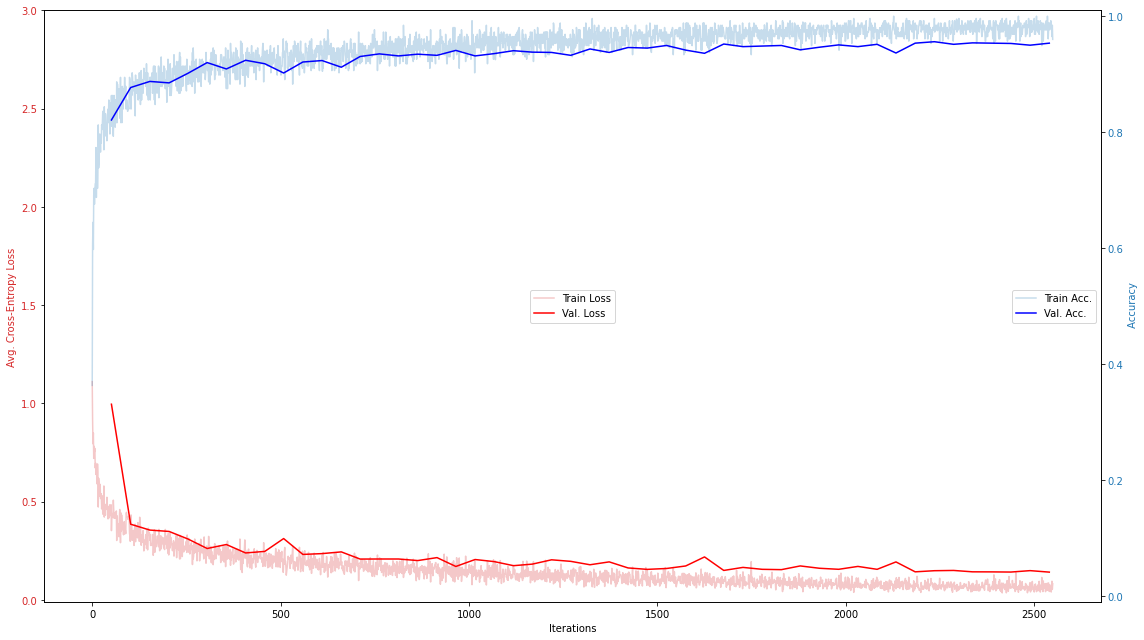 3.0
2.5
2.0
1.5
1.0
0.5
0.0
Avg. Cross-Entropy Loss
Train Loss
Val. Loss
Train Acc.
Val. Acc.
1.0
0.8
0.6
0.4
0.2
0.0
Accuracy
0 500 1000 1500 2000 2500
Iterations